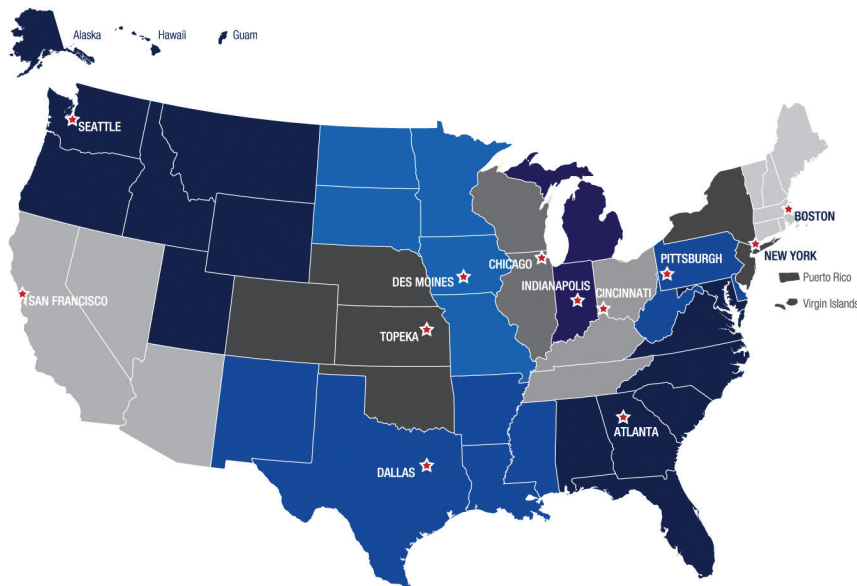 Alaska
Hawaii
Guam
SEATTLE
BOSTON
NEW YORK
PITTSBURGH
CHICAGO
DES MOINES
Puerto Rico
INDIANAPOLIS
CINCINNATI
SAN FRANCISCO
Virgin Islands
TOPEKA
ATLANTA
DALLAS